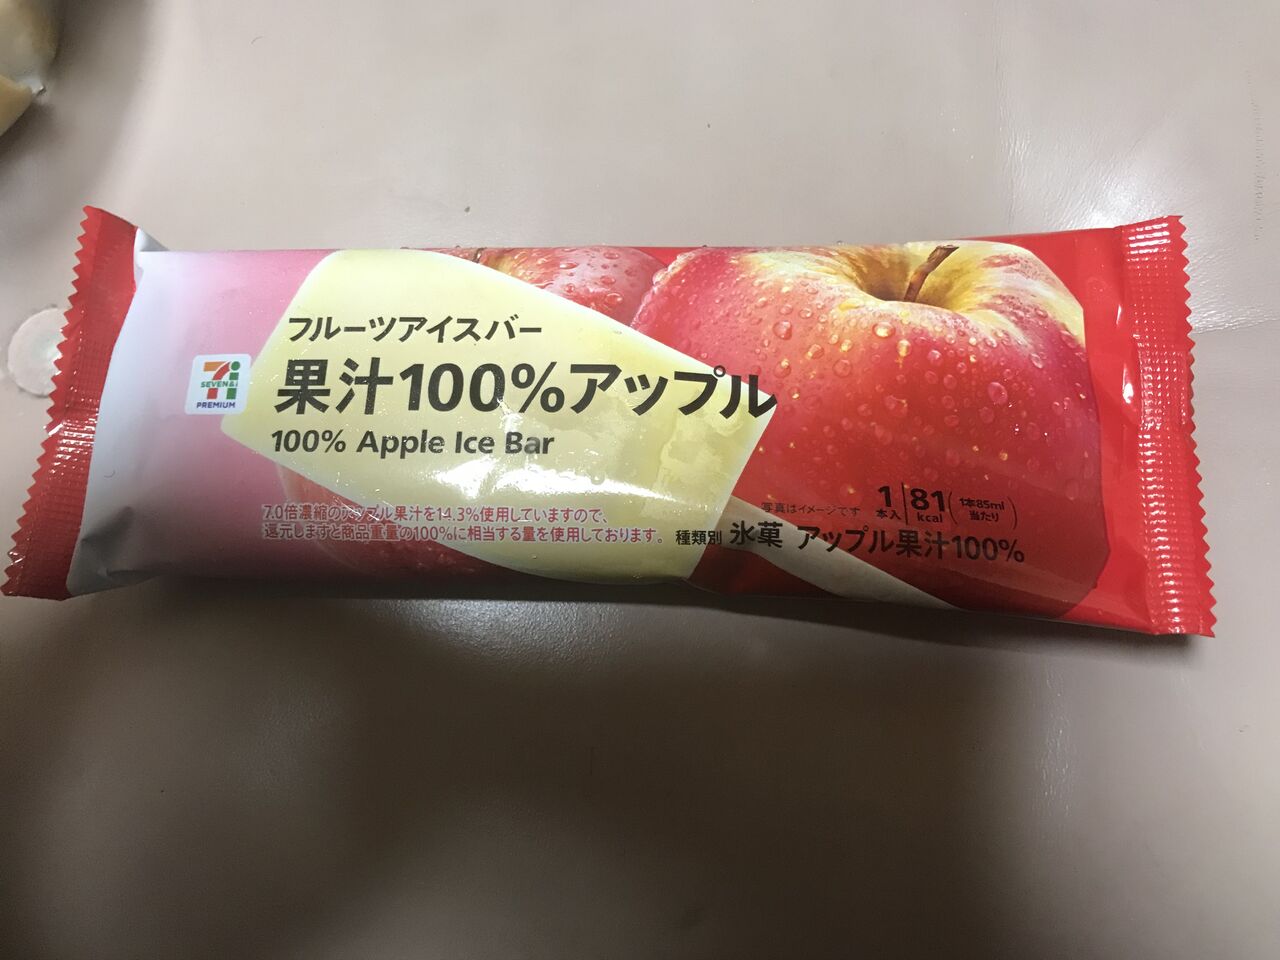 フルーツアイスバー
果汁100%アップル
100% Apple Ice Bar
7i
SEVEN&i
PREMIUM
7.0倍濃縮のアップル果汁を14.3%使用していますので、
還元しますと商品重量の100%に相当する量を使用しております。
写真はイメージです
1本入 81kcal (1本85ml当たり)
種類別 氷菓 アップル果汁100%